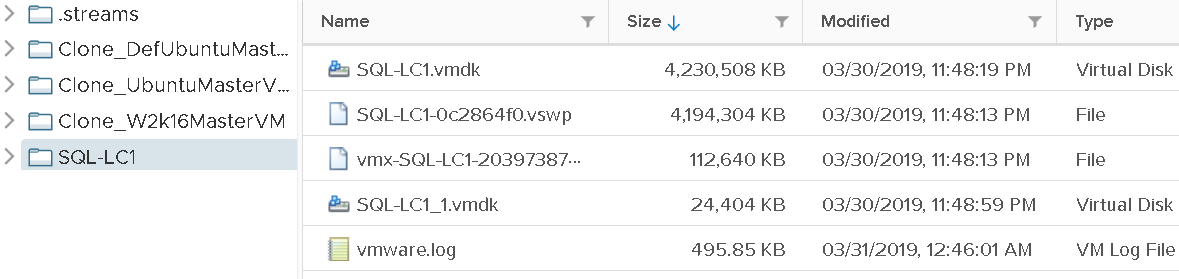 .streams
Clone_DefUbuntuMast...
Clone_UbuntuMasterV...
Clone_W2k16MasterVM
SQL-LC1
Name Size Modified Type
SQL-LC1.vmdk 4,230,508 KB 03/30/2019, 11:48:19 PM Virtual Disk
SQL-LC1-0c2864f0.vswp 4,194,304 KB 03/30/2019, 11:48:13 PM File
vmx-SQL-LC1-20397387... 112,640 KB 03/30/2019, 11:48:13 PM File
SQL-LC1_1.vmdk 24,404 KB 03/30/2019, 11:48:59 PM Virtual Disk
vmware.log 495.85 KB 03/31/2019, 12:46:01 AM VM Log File